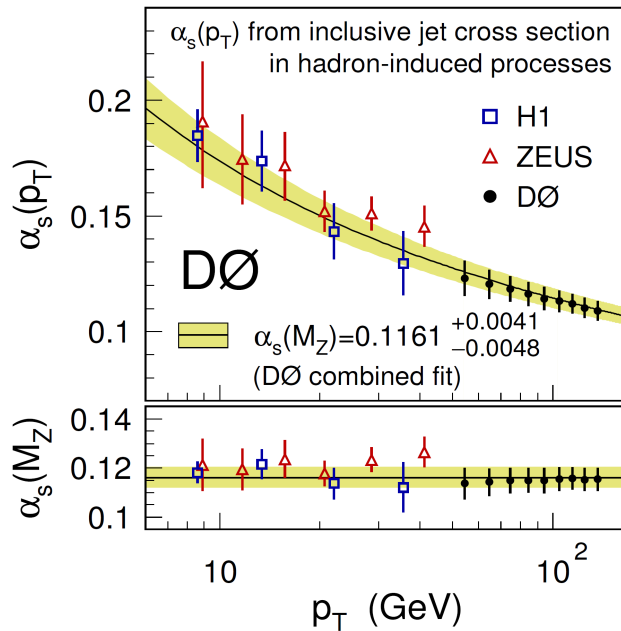 αs(pT) from inclusive jet cross section
in hadron-induced processes
H1
ZEUS
DØ
DØ
αs(MZ)=0.1161 +0.0041 −0.0048
(DØ combined fit)
αs(pT)
0.2
0.15
0.1
αs(MZ)
0.14
0.12
0.1
10
10²
pT (GeV)